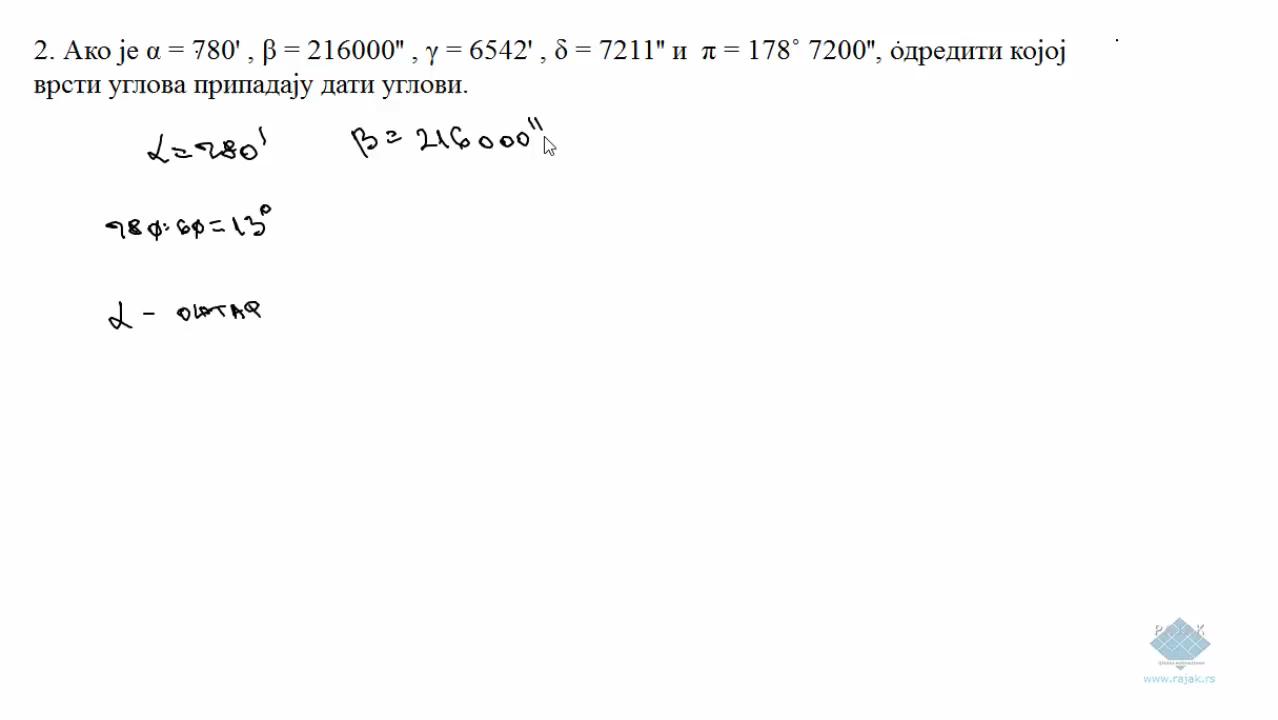 2. Ако је α = 780' , β = 216000'' , γ = 6542' , δ = 7211'' и π = 178˚ 7200'', одредити којој
врсти углова припадају дати углови.
α = 780' β = 216000''
780 : 60 = 13°
α - ОШТАР
РАЈАК
www.rajak.rs